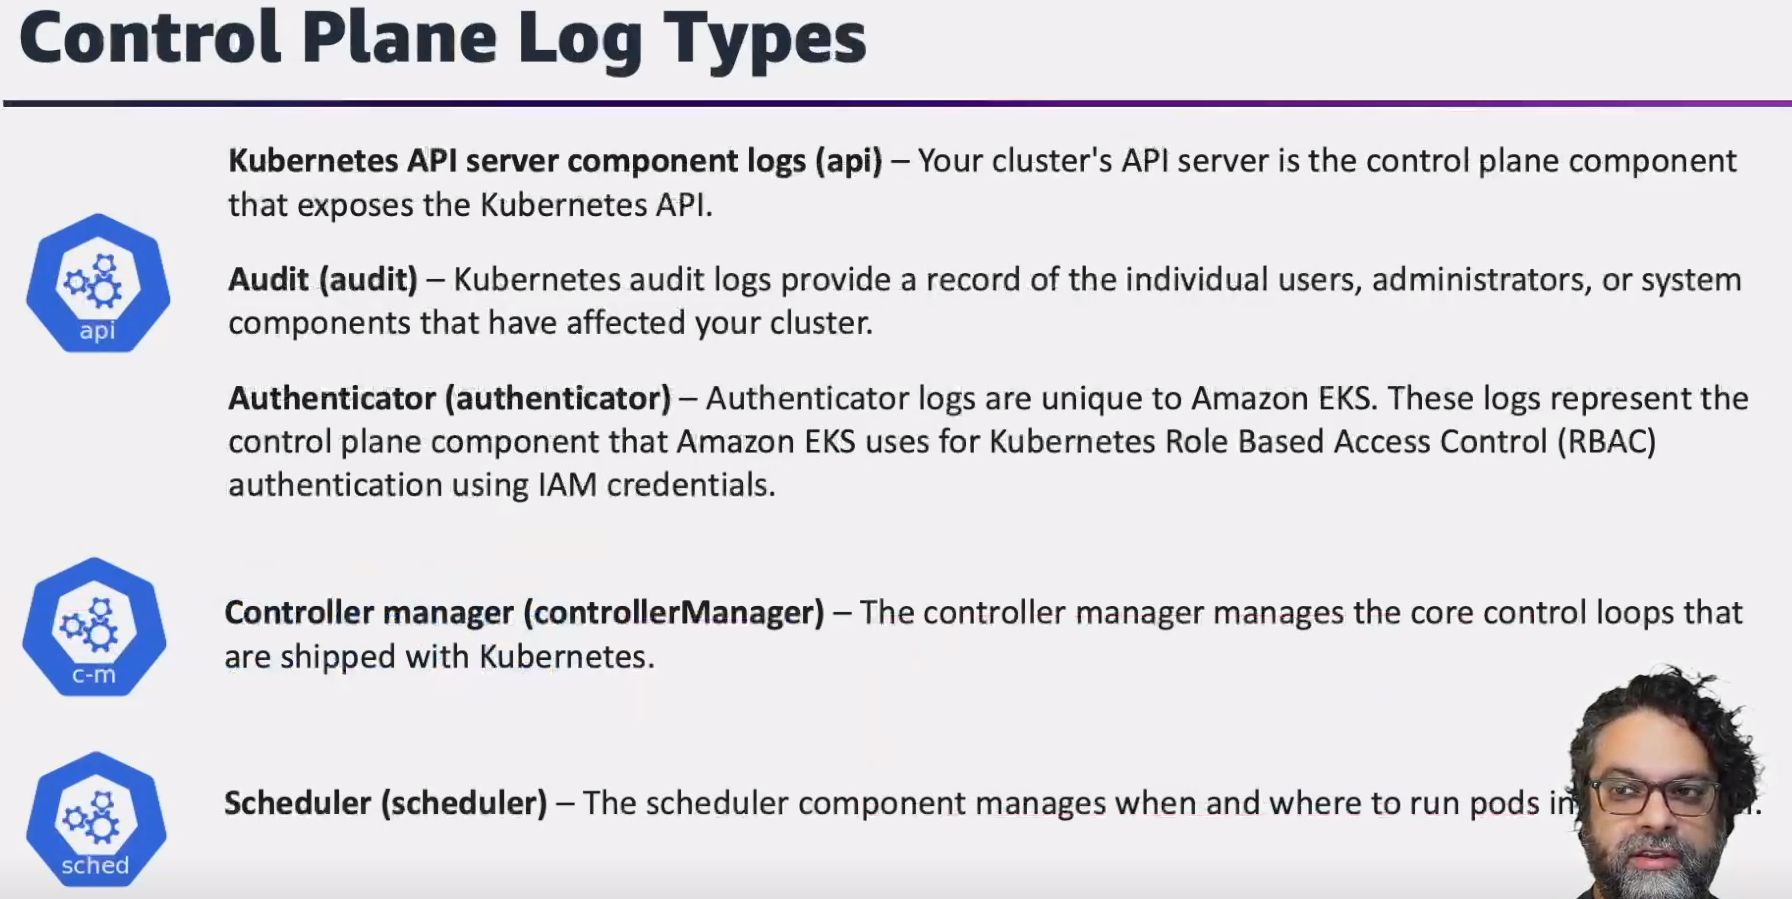 Control Plane Log Types
Kubernetes API server component logs (api) – Your cluster's API server is the control plane component
that exposes the Kubernetes API.
api
Audit (audit) – Kubernetes audit logs provide a record of the individual users, administrators, or system
components that have affected your cluster.
Authenticator (authenticator) – Authenticator logs are unique to Amazon EKS. These logs represent the
control plane component that Amazon EKS uses for Kubernetes Role Based Access Control (RBAC)
authentication using IAM credentials.
Controller manager (controllerManager) – The controller manager manages the core control loops that
are shipped with Kubernetes.
c-m
Scheduler (scheduler) – The scheduler component manages when and where to run pods in
sched